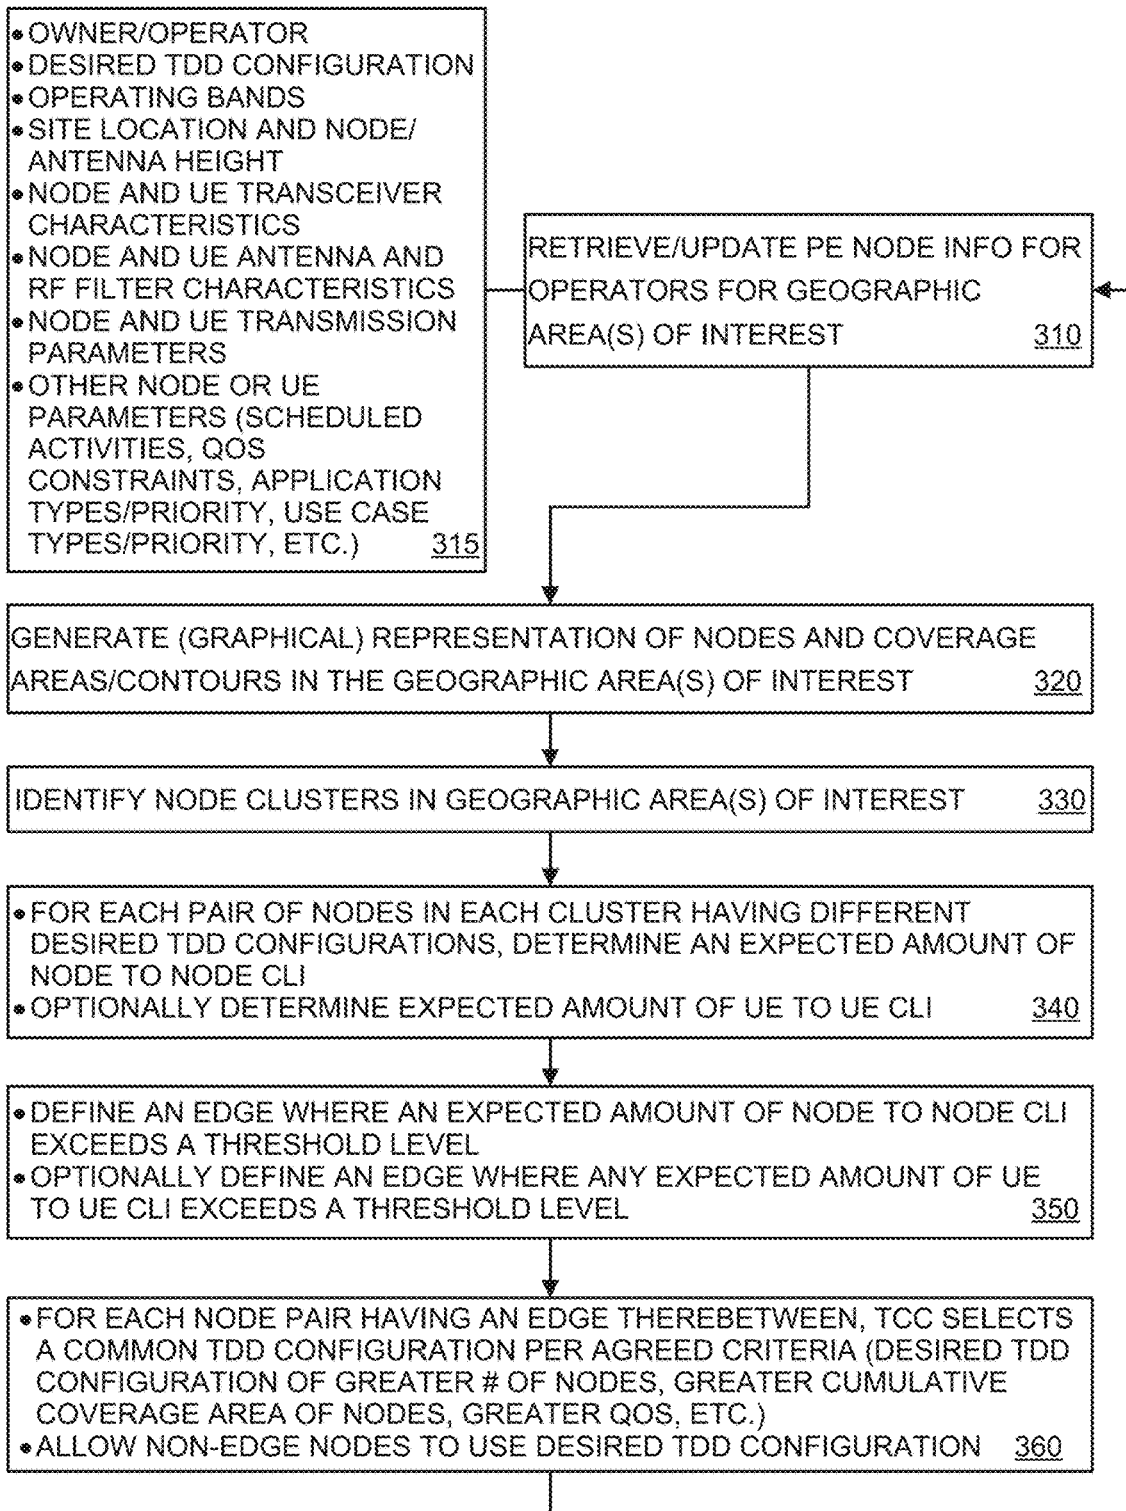 • OWNER/OPERATOR
• DESIRED TDD CONFIGURATION
• OPERATING BANDS
• SITE LOCATION AND NODE/
ANTENNA HEIGHT
• NODE AND UE TRANSCEIVER
CHARACTERISTICS
• NODE AND UE ANTENNA AND
RF FILTER CHARACTERISTICS
• NODE AND UE TRANSMISSION
PARAMETERS
• OTHER NODE OR UE
PARAMETERS (SCHEDULED
ACTIVITIES, QOS
CONSTRAINTS, APPLICATION
TYPES/PRIORITY, USE CASE
TYPES/PRIORITY, ETC.) 315
RETRIEVE/UPDATE PE NODE INFO FOR
OPERATORS FOR GEOGRAPHIC
AREA(S) OF INTEREST 310
GENERATE (GRAPHICAL) REPRESENTATION OF NODES AND COVERAGE
AREAS/CONTOURS IN THE GEOGRAPHIC AREA(S) OF INTEREST 320
IDENTIFY NODE CLUSTERS IN GEOGRAPHIC AREA(S) OF INTEREST 330
• FOR EACH PAIR OF NODES IN EACH CLUSTER HAVING DIFFERENT
DESIRED TDD CONFIGURATIONS, DETERMINE AN EXPECTED AMOUNT OF
NODE TO NODE CLI
• OPTIONALLY DETERMINE EXPECTED AMOUNT OF UE TO UE CLI 340
• DEFINE AN EDGE WHERE AN EXPECTED AMOUNT OF NODE TO NODE CLI
EXCEEDS A THRESHOLD LEVEL
• OPTIONALLY DEFINE AN EDGE WHERE ANY EXPECTED AMOUNT OF UE
TO UE CLI EXCEEDS A THRESHOLD LEVEL 350
• FOR EACH NODE PAIR HAVING AN EDGE THEREBETWEEN, TCC SELECTS
A COMMON TDD CONFIGURATION PER AGREED CRITERIA (DESIRED TDD
CONFIGURATION OF GREATER # OF NODES, GREATER CUMULATIVE
COVERAGE AREA OF NODES, GREATER QOS, ETC.)
• ALLOW NON-EDGE NODES TO USE DESIRED TDD CONFIGURATION 360